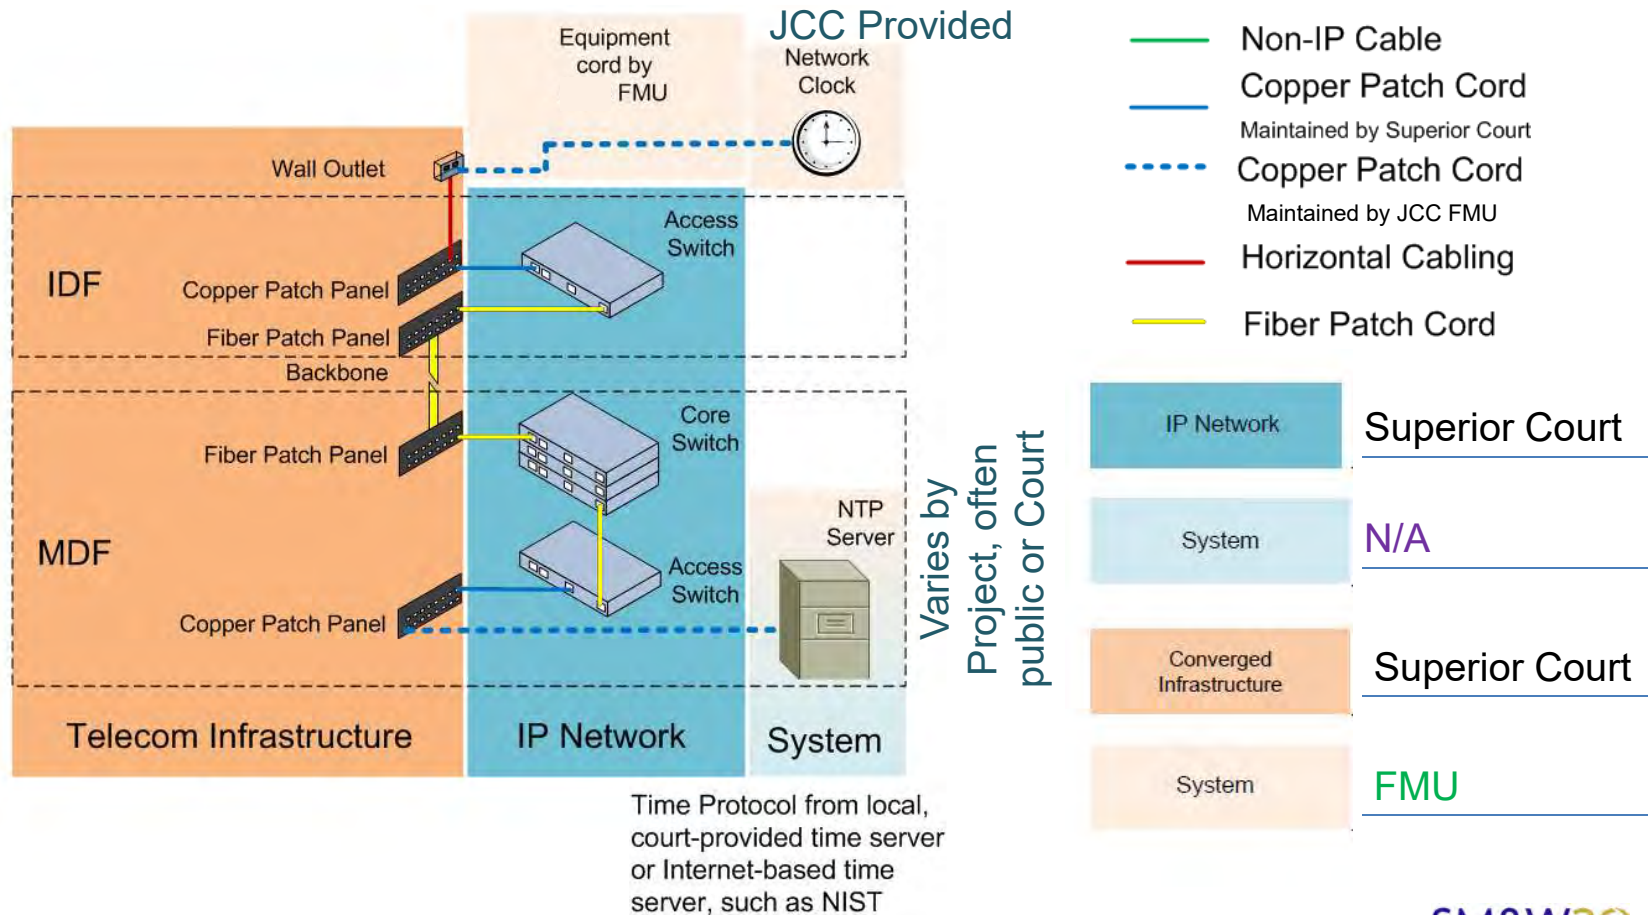 JCC Provided
Equipment
cord by
FMU
Network
Clock
Wall Outlet
IDF
Copper Patch Panel
Fiber Patch Panel
Access
Switch
Backbone
MDF
Fiber Patch Panel
Core
Switch
Access
Switch
Copper Patch Panel
NTP
Server
Varies by
Project, often
public or Court
Telecom Infrastructure
IP Network
System
Time Protocol from local,
court-provided time server
or Internet-based time
server, such as NIST
Non-IP Cable
Copper Patch Cord
Maintained by Superior Court
Copper Patch Cord
Maintained by JCC FMU
Horizontal Cabling
Fiber Patch Cord
IP Network
Superior Court
System
N/A
Converged
Infrastructure
Superior Court
System
FMU